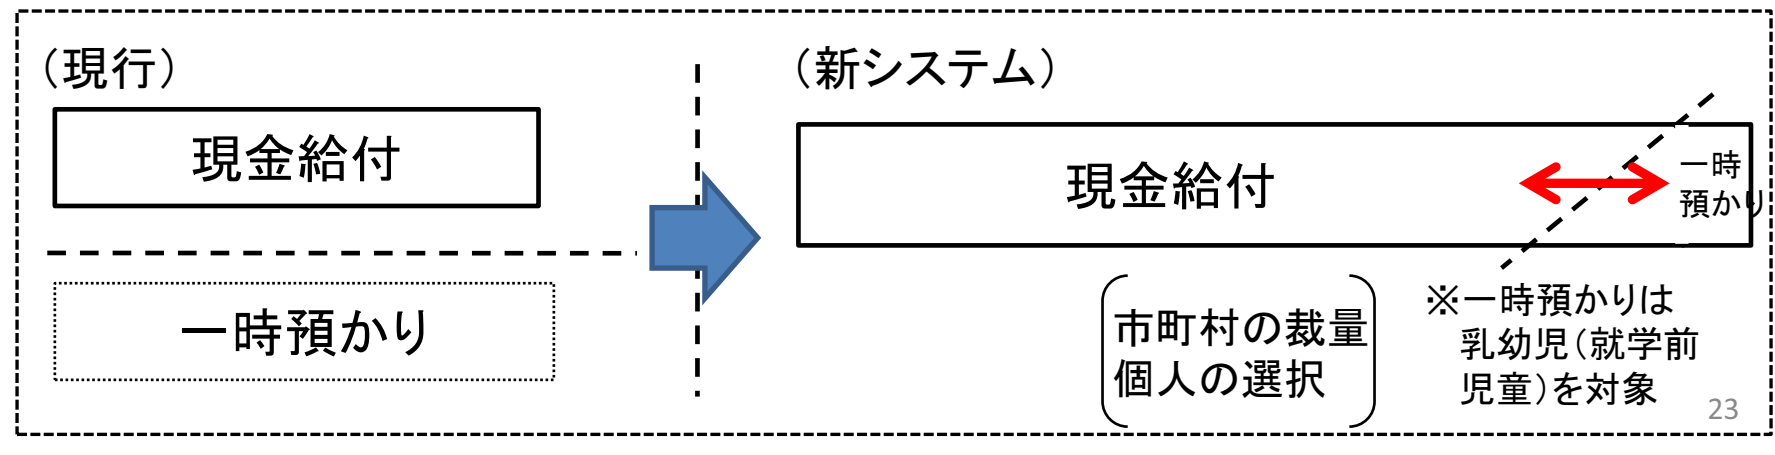 （現行）
現金給付
一時預かり
（新システム）
現金給付
一時
預かり
市町村の裁量
個人の選択
※一時預かりは
乳幼児（就学前
児童）を対象
23